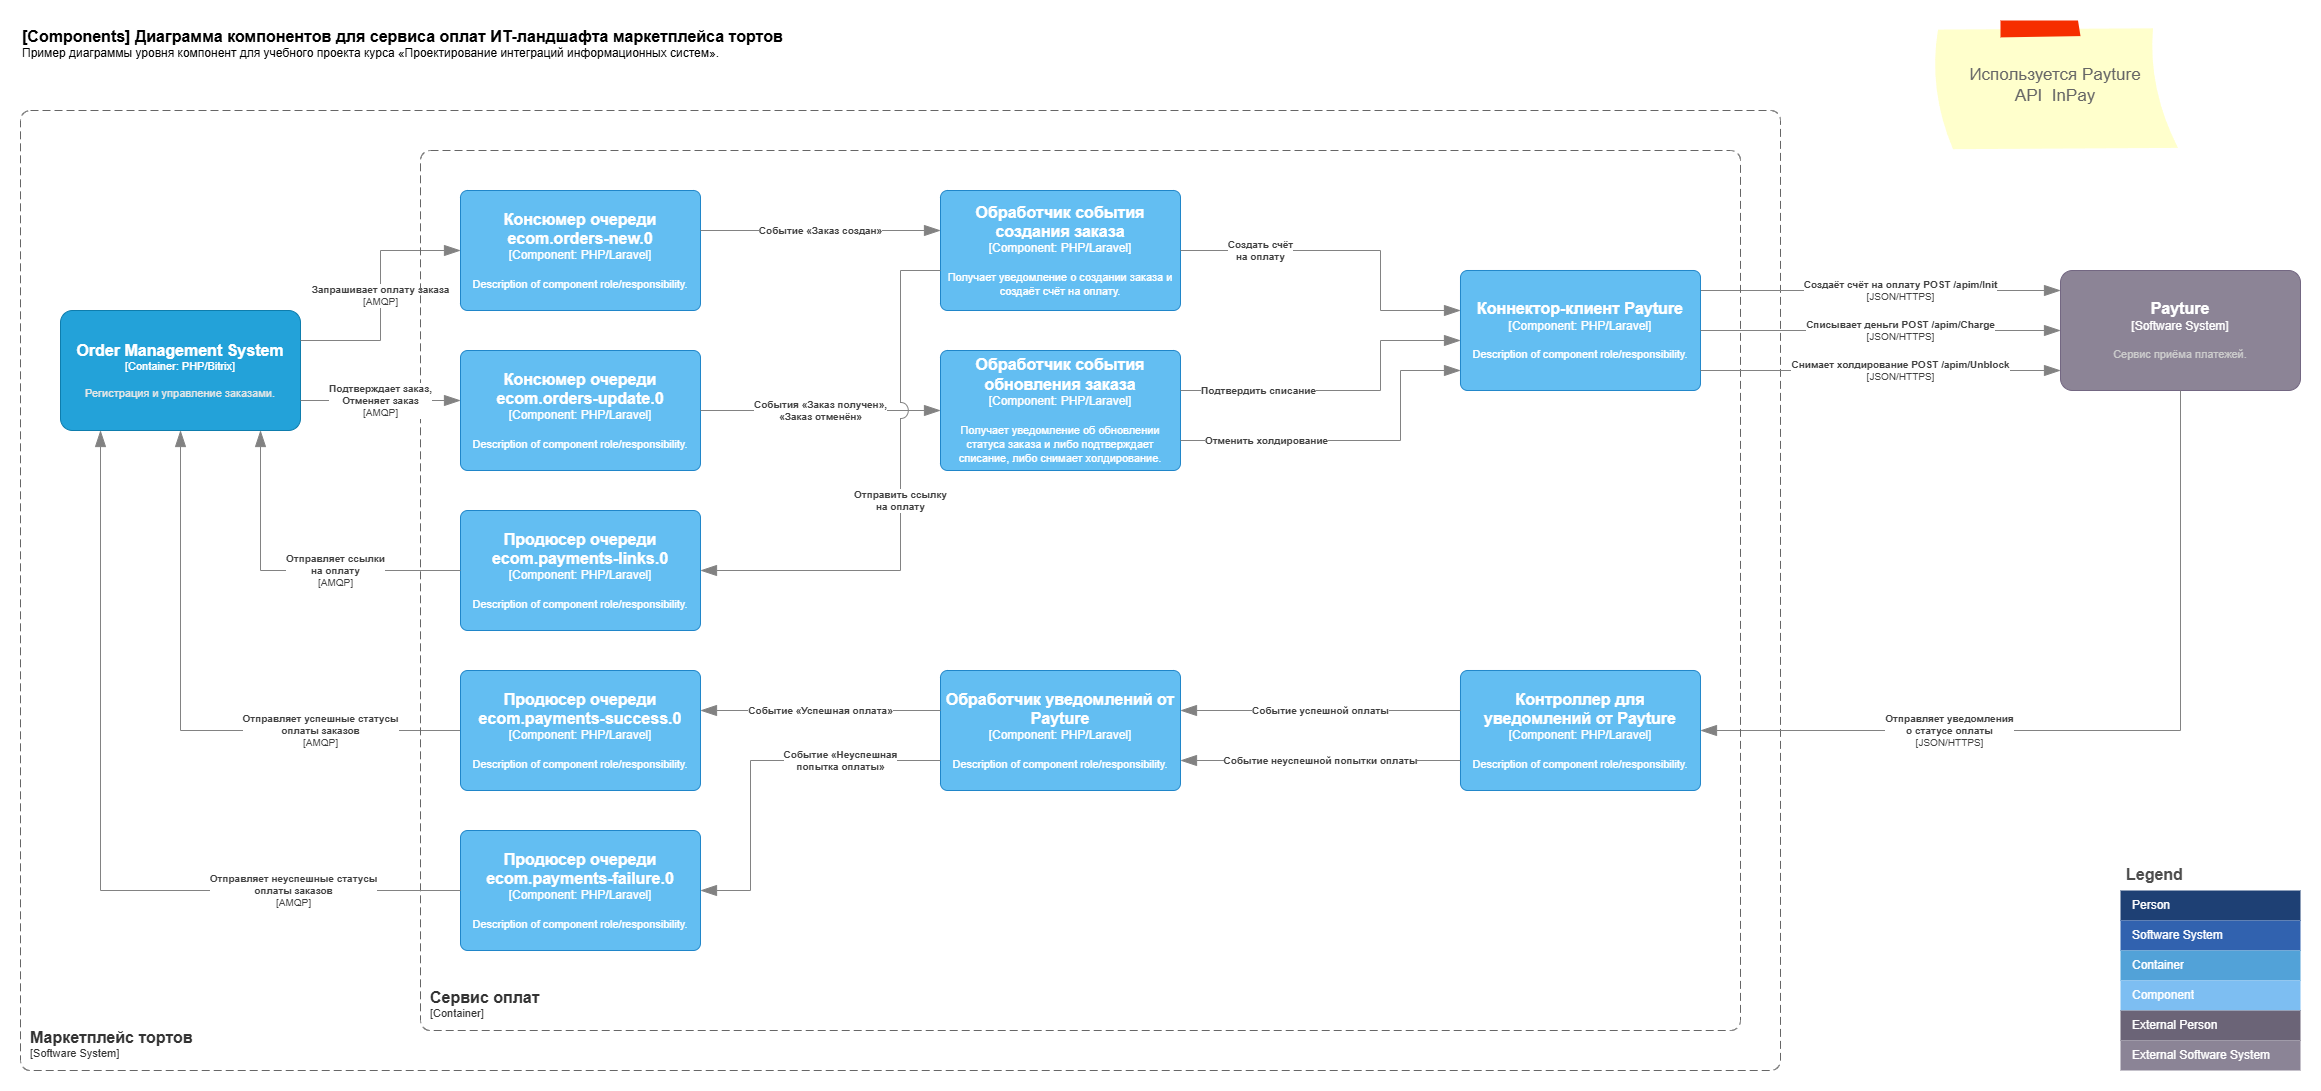 [Components] Диаграмма компонентов для сервиса оплат ИТ-ландшафта маркетплейса тортов
Пример диаграммы уровня компонент для учебного проекта курса «Проектирование интеграций информационных систем».
Используется Payture
API InPay
Order Management System
[Container: PHP/Bitrix]
Регистрация и управление заказами.
Запрашивает оплату заказа
[AMQP]
Подтверждает заказ,
Отменяет заказ
[AMQP]
Отправляет ссылки
на оплату
[AMQP]
Отправляет успешные статусы
оплаты заказов
[AMQP]
Отправляет неуспешные статусы
оплаты заказов
[AMQP]
Консюмер очереди
ecom.orders-new.0
[Component: PHP/Laravel]
Description of component role/responsibility.
Консюмер очереди
ecom.orders-update.0
[Component: PHP/Laravel]
Description of component role/responsibility.
Продюсер очереди
ecom.payments-links.0
[Component: PHP/Laravel]
Description of component role/responsibility.
Продюсер очереди
ecom.payments-success.0
[Component: PHP/Laravel]
Description of component role/responsibility.
Продюсер очереди
ecom.payments-failure.0
[Component: PHP/Laravel]
Description of component role/responsibility.
Событие «Заказ создан»
События «Заказ получен»,
«Заказ отменён»
Отправить ссылку
на оплату
Событие «Успешная оплата»
Событие «Неуспешная
попытка оплаты»
Обработчик события
создания заказа
[Component: PHP/Laravel]
Получает уведомление о создании заказа и
создаёт счёт на оплату.
Обработчик события
обновления заказа
[Component: PHP/Laravel]
Получает уведомление об обновлении
статуса заказа и либо подтверждает
списание, либо снимает холдирование.
Обработчик уведомлений от
Payture
[Component: PHP/Laravel]
Description of component role/responsibility.
Создать счёт
на оплату
Подтвердить списание
Отменить холдирование
Событие успешной оплаты
Событие неуспешной попытки оплаты
Коннектор-клиент Payture
[Component: PHP/Laravel]
Description of component role/responsibility.
Контроллер для
уведомлений от Payture
[Component: PHP/Laravel]
Description of component role/responsibility.
Создаёт счёт на оплату POST /apim/Init
[JSON/HTTPS]
Списывает деньги POST /apim/Charge
[JSON/HTTPS]
Снимает холдирование POST /apim/Unblock
[JSON/HTTPS]
Отправляет уведомления
о статусе оплаты
[JSON/HTTPS]
Payture
[Software System]
Сервис приёма платежей.
Сервис оплат
[Container]
Маркетплейс тортов
[Software System]
Legend
Person
Software System
Container
Component
External Person
External Software System